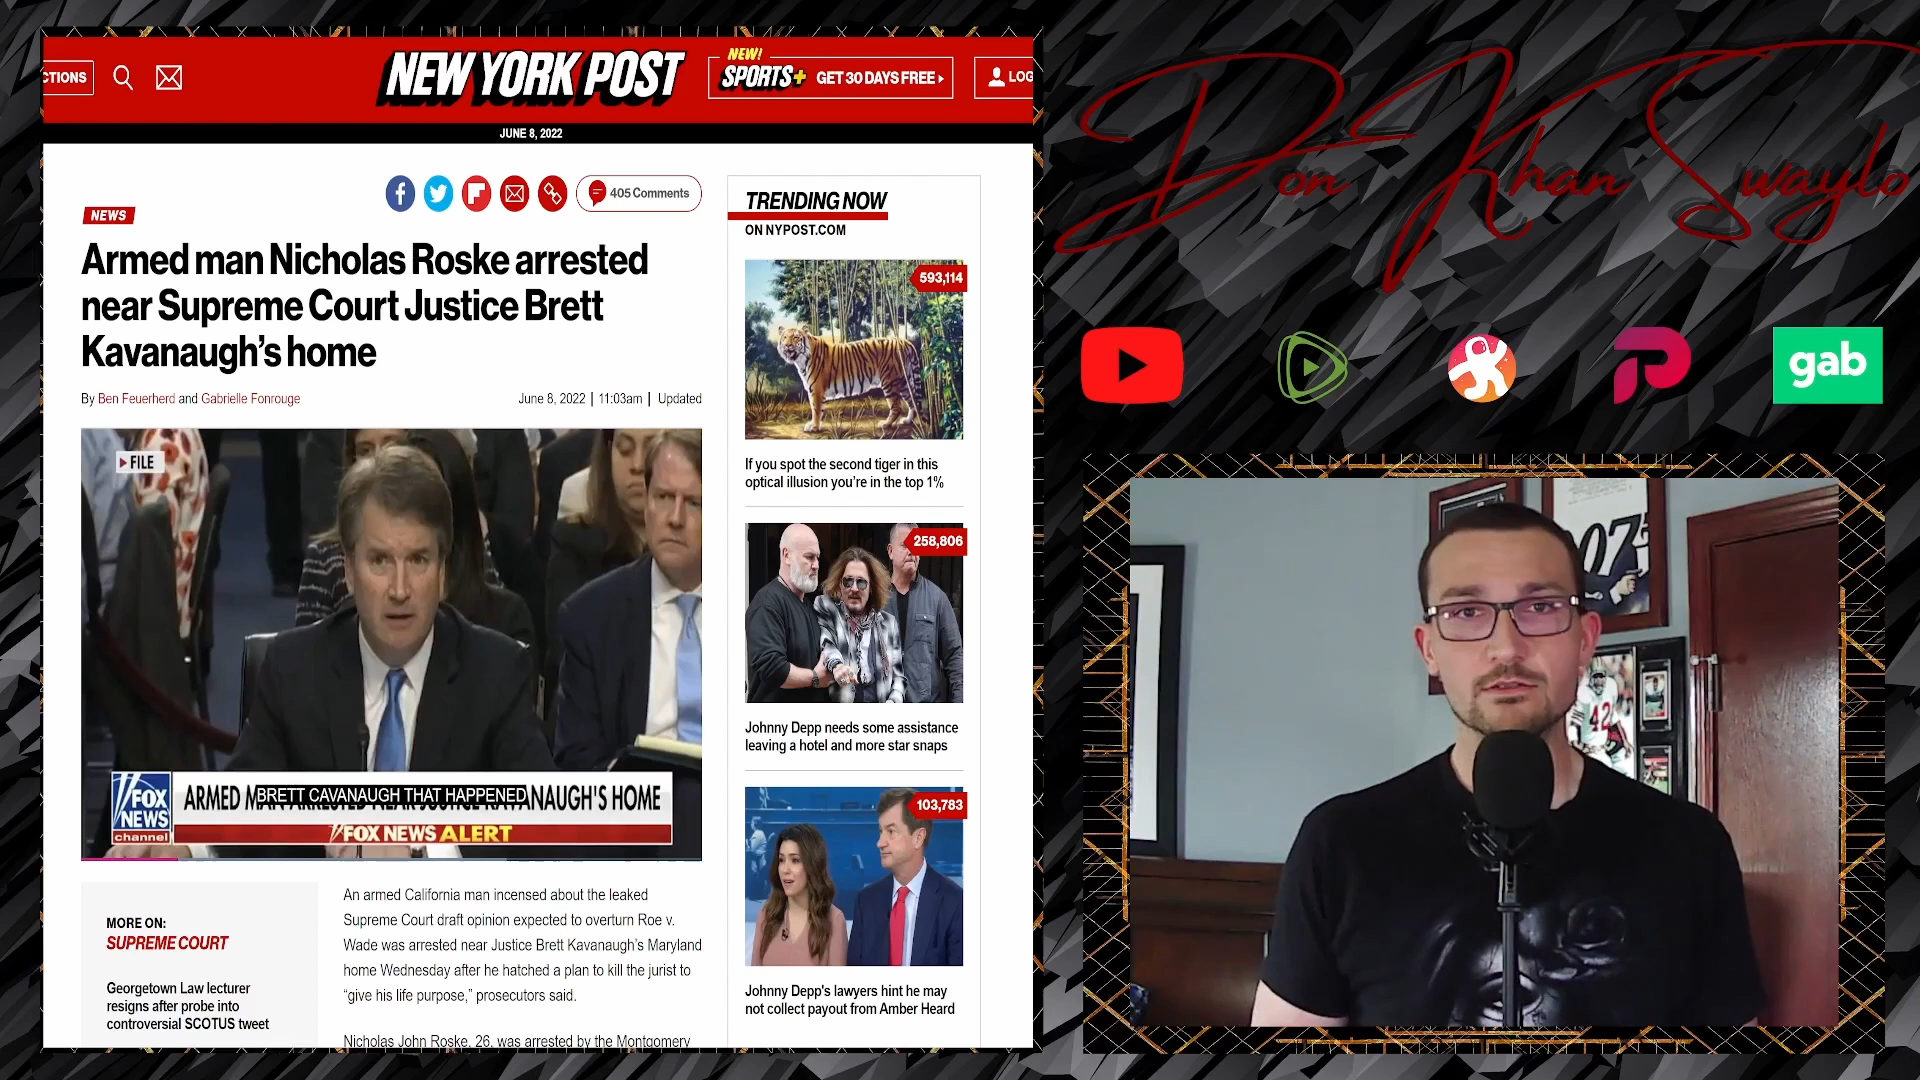 CTIONS
NEW YORK POST
NEW!
SPORTS+
GET 30 DAYS FREE
LOG
JUNE 8, 2022
405 Comments
NEWS
Armed man Nicholas Roske arrested
near Supreme Court Justice Brett
Kavanaugh's home
By Ben Feuerherd and Gabrielle Fonrouge
June 8, 2022 | 11:03am | Updated
FILE
FOX
NEWS
channel
ARMED
BRETT CAVANAUGH THAT HAPPENED
NAUGH'S HOME
FOX NEWS ALERT
MORE ON:
SUPREME COURT
Georgetown Law lecturer
resigns after probe into
controversial SCOTUS tweet
An armed California man incensed about the leaked
Supreme Court draft opinion expected to overturn Roe v.
Wade was arrested near Justice Brett Kavanaugh's Maryland
home Wednesday after he hatched a plan to kill the jurist to
“give his life purpose,” prosecutors said.
Nicholas John Roske, 26, was arrested by the Montgomery
TRENDING NOW
ON NYPOST.COM
593,114
If you spot the second tiger in this
optical illusion you're in the top 1%
258,806
Johnny Depp needs some assistance
leaving a hotel and more star snaps
103,783
Johnny Depp's lawyers hint he may
not collect payout from Amber Heard
Don Khan Swaylo
gab
007
42